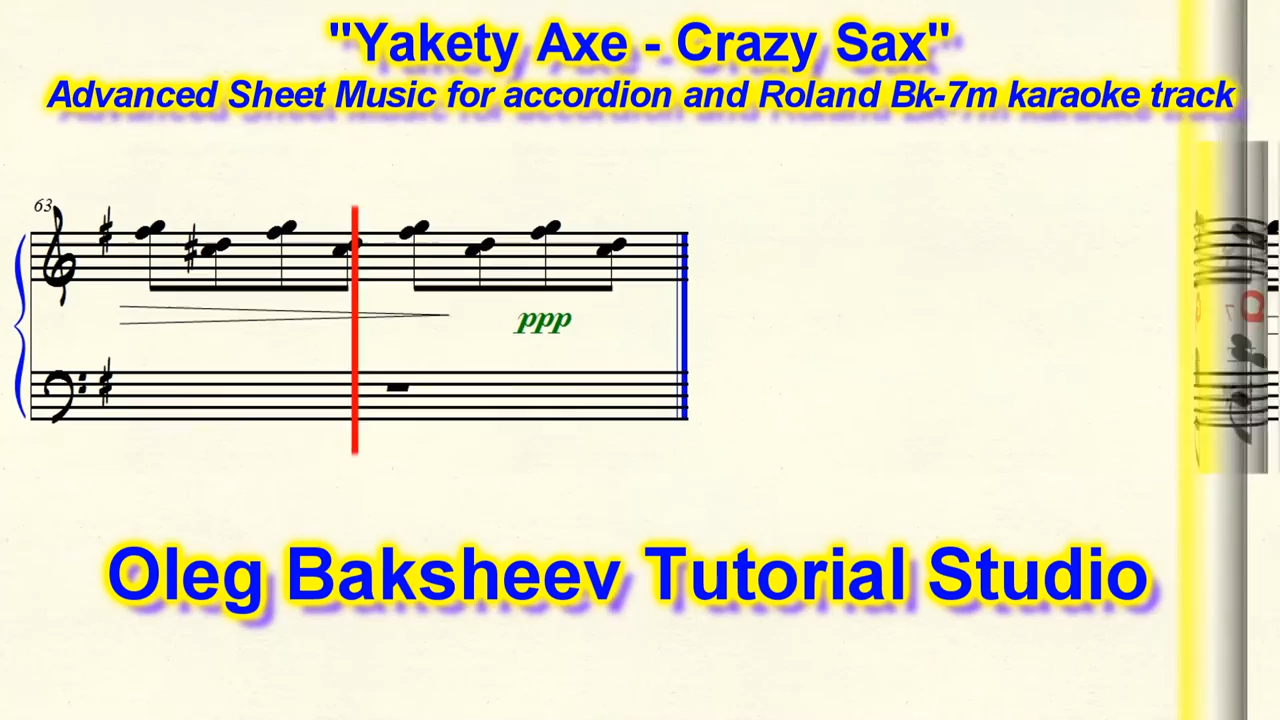 "Yakety Axe - Crazy Sax"
Advanced Sheet Music for accordion and Roland Bk-7m karaoke track
63
ppp
Oleg Baksheev Tutorial Studio